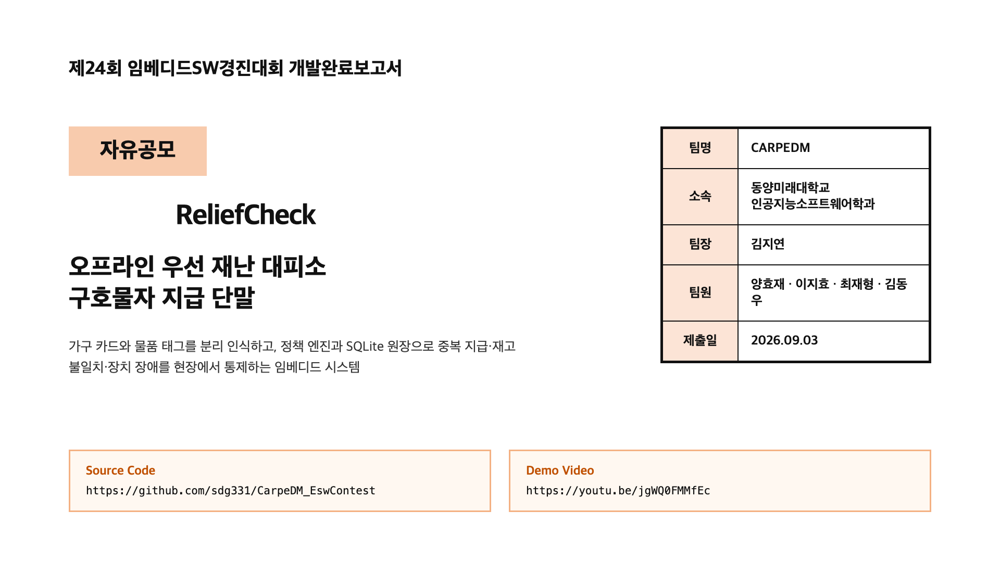 제24회 임베디드SW경진대회 개발완료보고서
자유공모
ReliefCheck
오프라인 우선 재난 대피소
구호물자 지급 단말
가구 카드와 물품 태그를 분리 인식하고, 정책 엔진과 SQLite 원장으로 중복 지급·재고
불일치·장치 장애를 현장에서 통제하는 임베디드 시스템
팀명 CARPEDM
소속 동양미래대학교
인공지능소프트웨어학과
팀장 김지연
팀원 양효재 · 이지효 · 최재형 · 김동
우
제출일 2026.09.03
Source Code
https://github.com/sdg331/CarpeDM_EswContest
Demo Video
https://youtu.be/jgWQ0FMMfEc